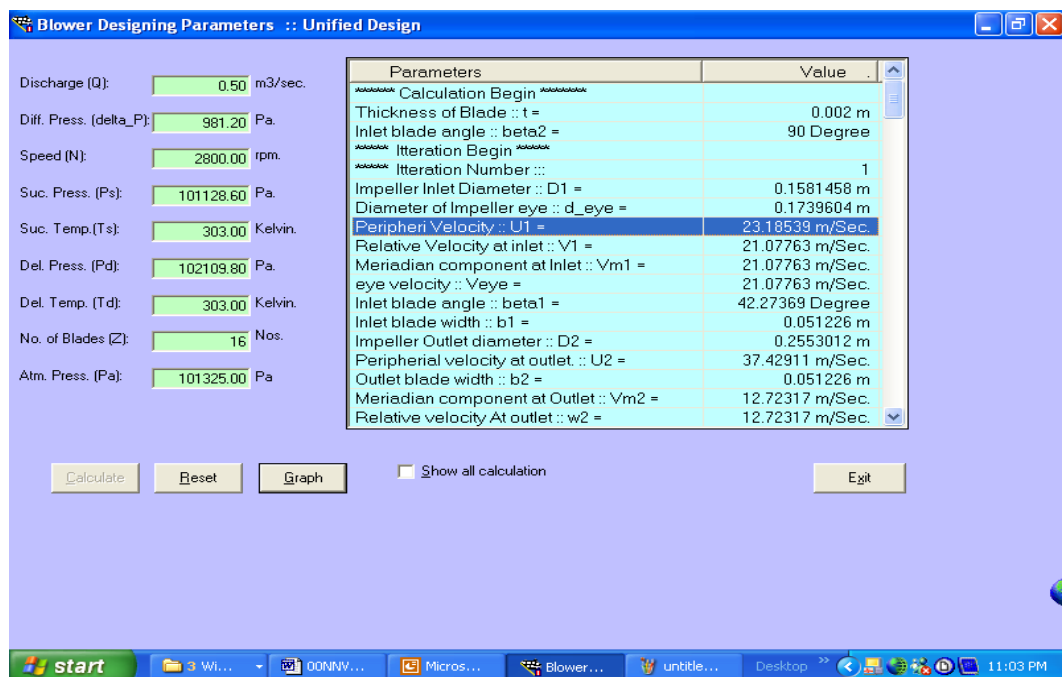 Blower Designing Parameters :: Unified Design
Discharge (Q): 0.50 m3/sec.
Diff. Press. (delta_P): 981.20 Pa.
Speed (N): 2800.00 rpm.
Suc. Press. (Ps): 101128.60 Pa.
Suc. Temp.(Ts): 303.00 Kelvin.
Del. Press. (Pd): 102109.80 Pa.
Del. Temp. (Td): 303.00 Kelvin.
No. of Blades (Z): 16 Nos.
Atm. Press. (Pa): 101325.00 Pa
Parameters Value .
****** Calculation Begin *******
Thickness of Blade :: t = 0.002 m
Inlet blade angle :: beta2 = 90 Degree
***** Itteration Begin *****
***** Itteration Number ::: 1
Impeller Inlet Diameter :: D1 = 0.1581458 m
Diameter of Impeller eye :: d_eye = 0.1739604 m
Peripheri Velocity :: U1 = 23.18539 m/Sec.
Relative Velocity at inlet :: V1 = 21.07763 m/Sec.
Meriadian component at Inlet :: Vm1 = 21.07763 m/Sec.
eye velocity :: Veye = 21.07763 m/Sec.
Inlet blade angle :: beta1 = 42.27369 Degree
Inlet blade width :: b1 = 0.051226 m
Impeller Outlet diameter :: D2 = 0.2553012 m
Peripherial velocity at outlet. :: U2 = 37.42911 m/Sec.
Outlet blade width :: b2 = 0.051226 m
Meriadian component at Outlet :: Vm2 = 12.72317 m/Sec.
Relative velocity At outlet :: w2 = 12.72317 m/Sec.
Calculate Reset Graph Show all calculation Exit
start 3 Wi... 00NNV... Micros... Blower... untitle... Desktop » 11:03 PM